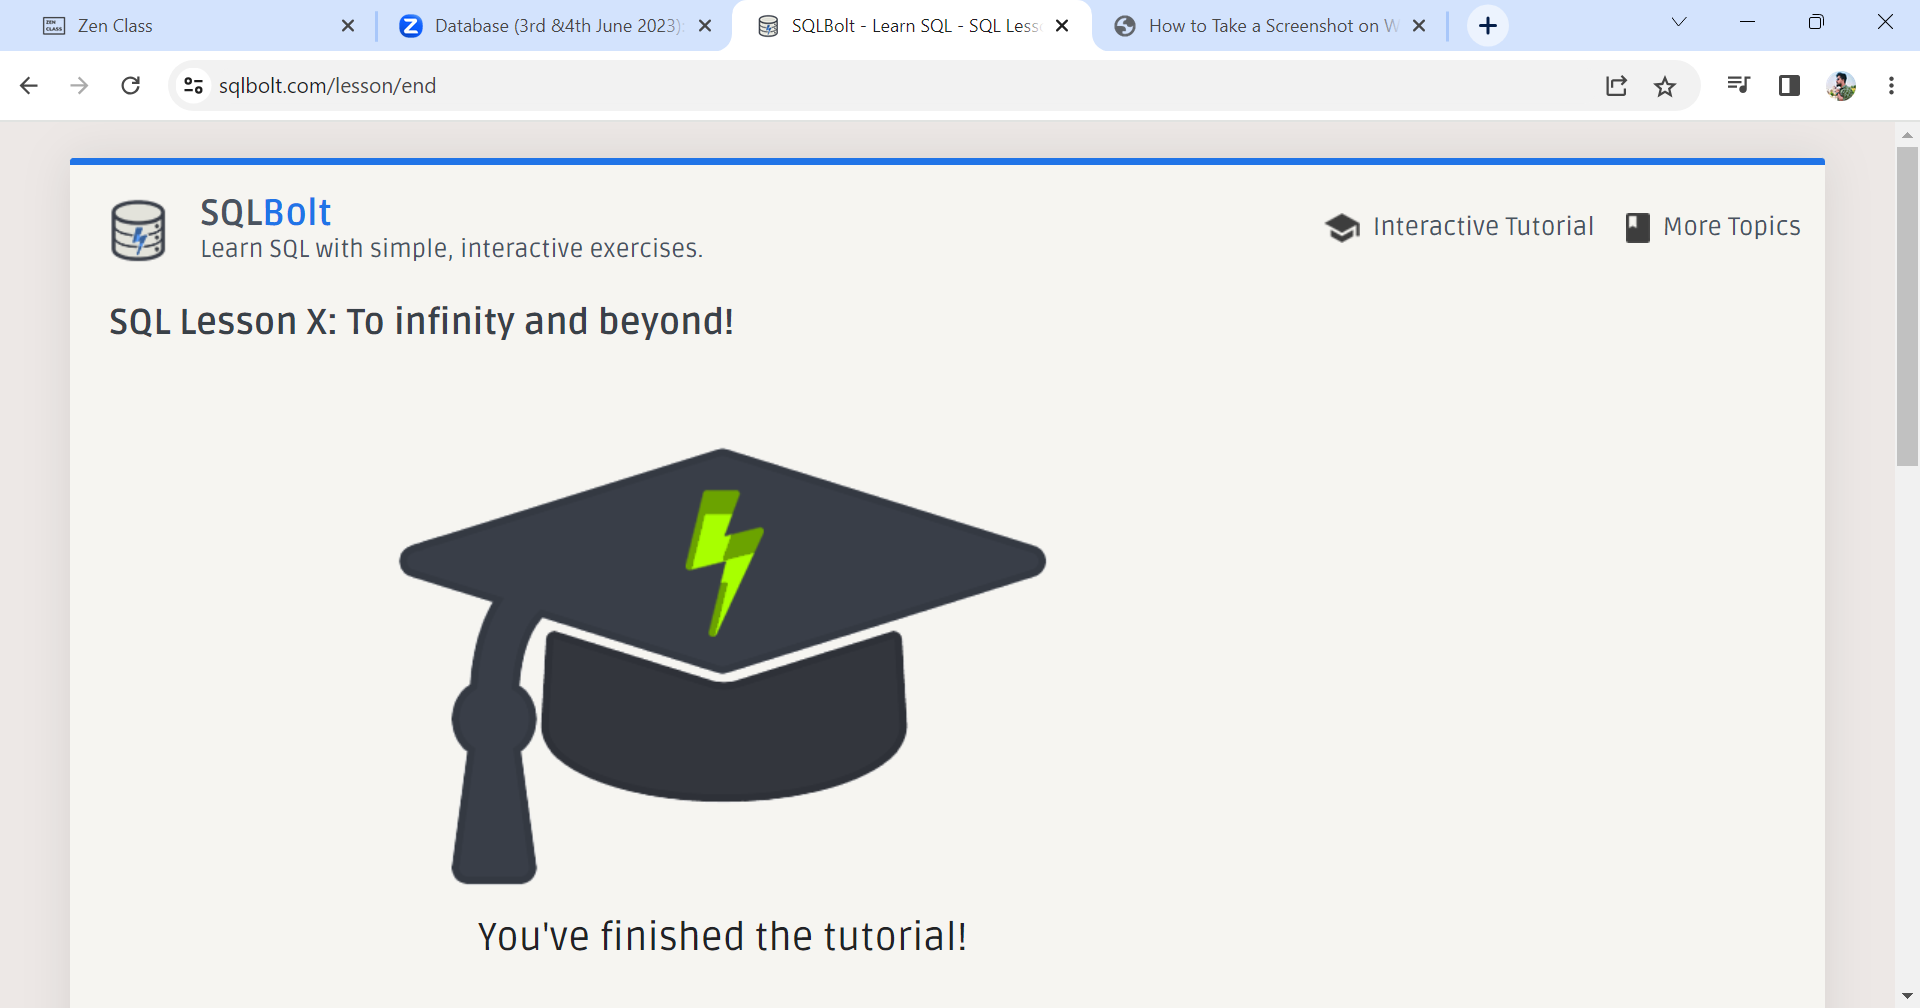 ZEN CLASS
Zen Class
Database (3rd &4th June 2023):
SQLBolt - Learn SQL - SQL Less
How to Take a Screenshot on W
sqlbolt.com/lesson/end
SQLBolt
Learn SQL with simple, interactive exercises.
Interactive Tutorial
More Topics
SQL Lesson X: To infinity and beyond!
You've finished the tutorial!